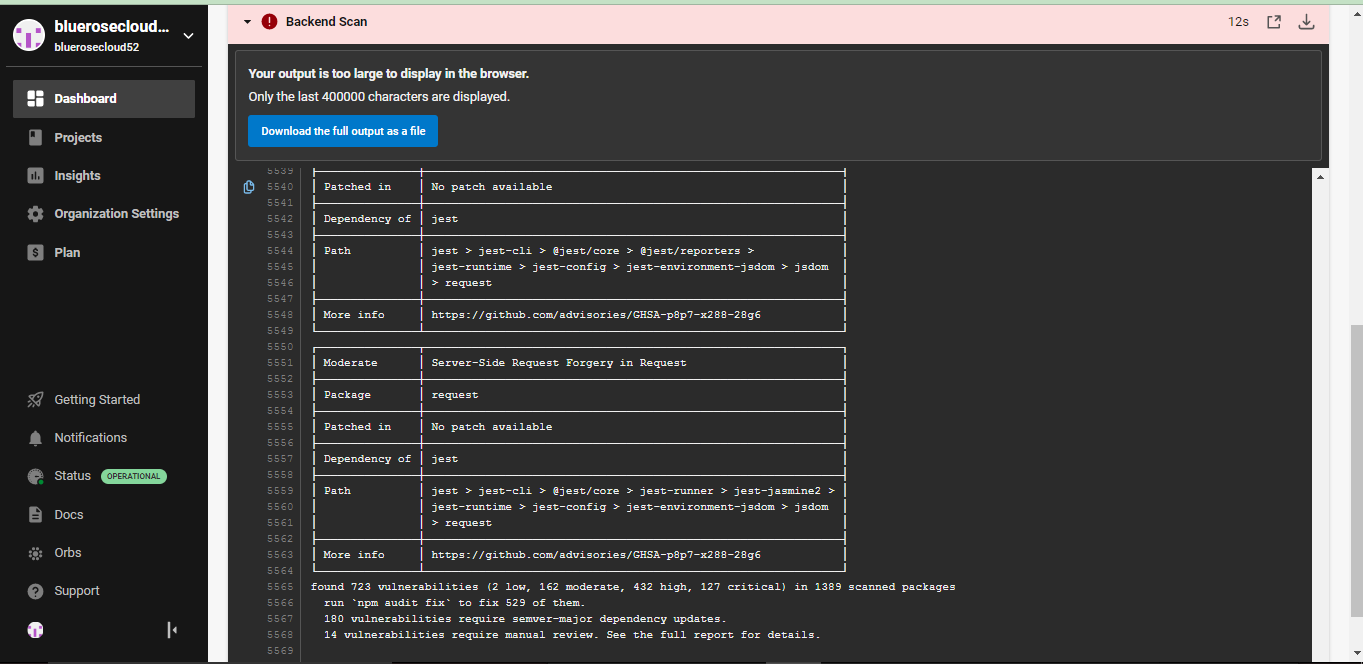 bluerosecloud...
bluerosecloud52
Dashboard
Projects
Insights
Organization Settings
$ Plan
Getting Started
Notifications
Status OPERATIONAL
Docs
Orbs
? Support
! Backend Scan 12s
Your output is too large to display in the browser.
Only the last 400000 characters are displayed.
Download the full output as a file
5539
5540 Patched in No patch available
5541
5542 Dependency of jest
5543
5544 Path jest > jest-cli > @jest/core > @jest/reporters >
5545 jest-runtime > jest-config > jest-environment-jsdom > jsdom
5546 > request
5547
5548 More info https://github.com/advisories/GHSA-p8p7-x288-28g6
5549
5550
5551 Moderate Server-Side Request Forgery in Request
5552
5553 Package request
5554
5555 Patched in No patch available
5556
5557 Dependency of jest
5558
5559 Path jest > jest-cli > @jest/core > jest-runner > jest-jasmine2 >
5560 jest-runtime > jest-config > jest-environment-jsdom > jsdom
5561 > request
5562
5563 More info https://github.com/advisories/GHSA-p8p7-x288-28g6
5564
5565 found 723 vulnerabilities (2 low, 162 moderate, 432 high, 127 critical) in 1389 scanned packages
5566 run `npm audit fix` to fix 529 of them.
5567 180 vulnerabilities require semver-major dependency updates.
5568 14 vulnerabilities require manual review. See the full report for details.
5569